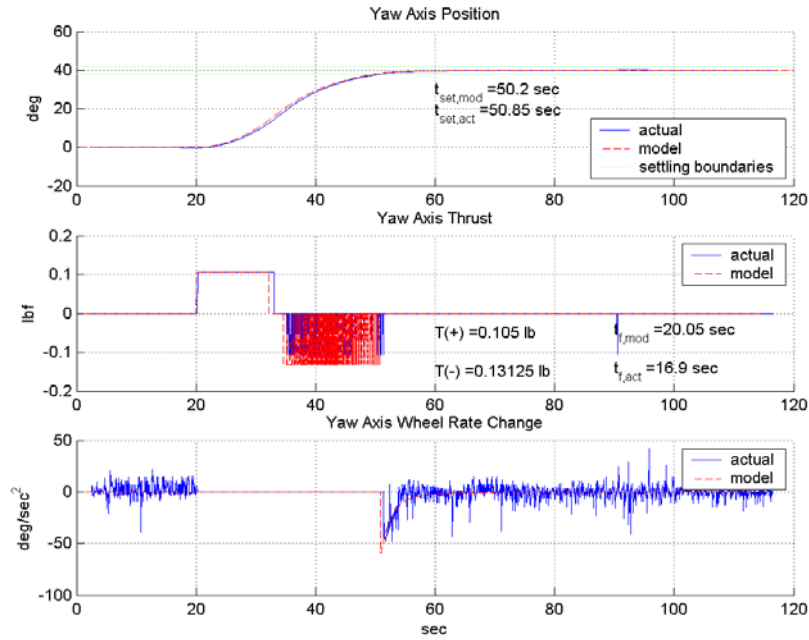 Yaw Axis Position
60
40
20
0
-20
deg
t_set,mod =50.2 sec
t_set,act =50.85 sec
actual
model
settling boundaries
0 20 40 60 80 100 120
Yaw Axis Thrust
0.2
0.1
0
-0.1
-0.2
lbf
actual
model
T(+) =0.105 lb
t_f,mod =20.05 sec
T(-) =0.13125 lb
t_f,act =16.9 sec
0 20 40 60 80 100 120
Yaw Axis Wheel Rate Change
50
0
-50
-100
deg/sec²
actual
model
0 20 40 60 80 100 120
sec